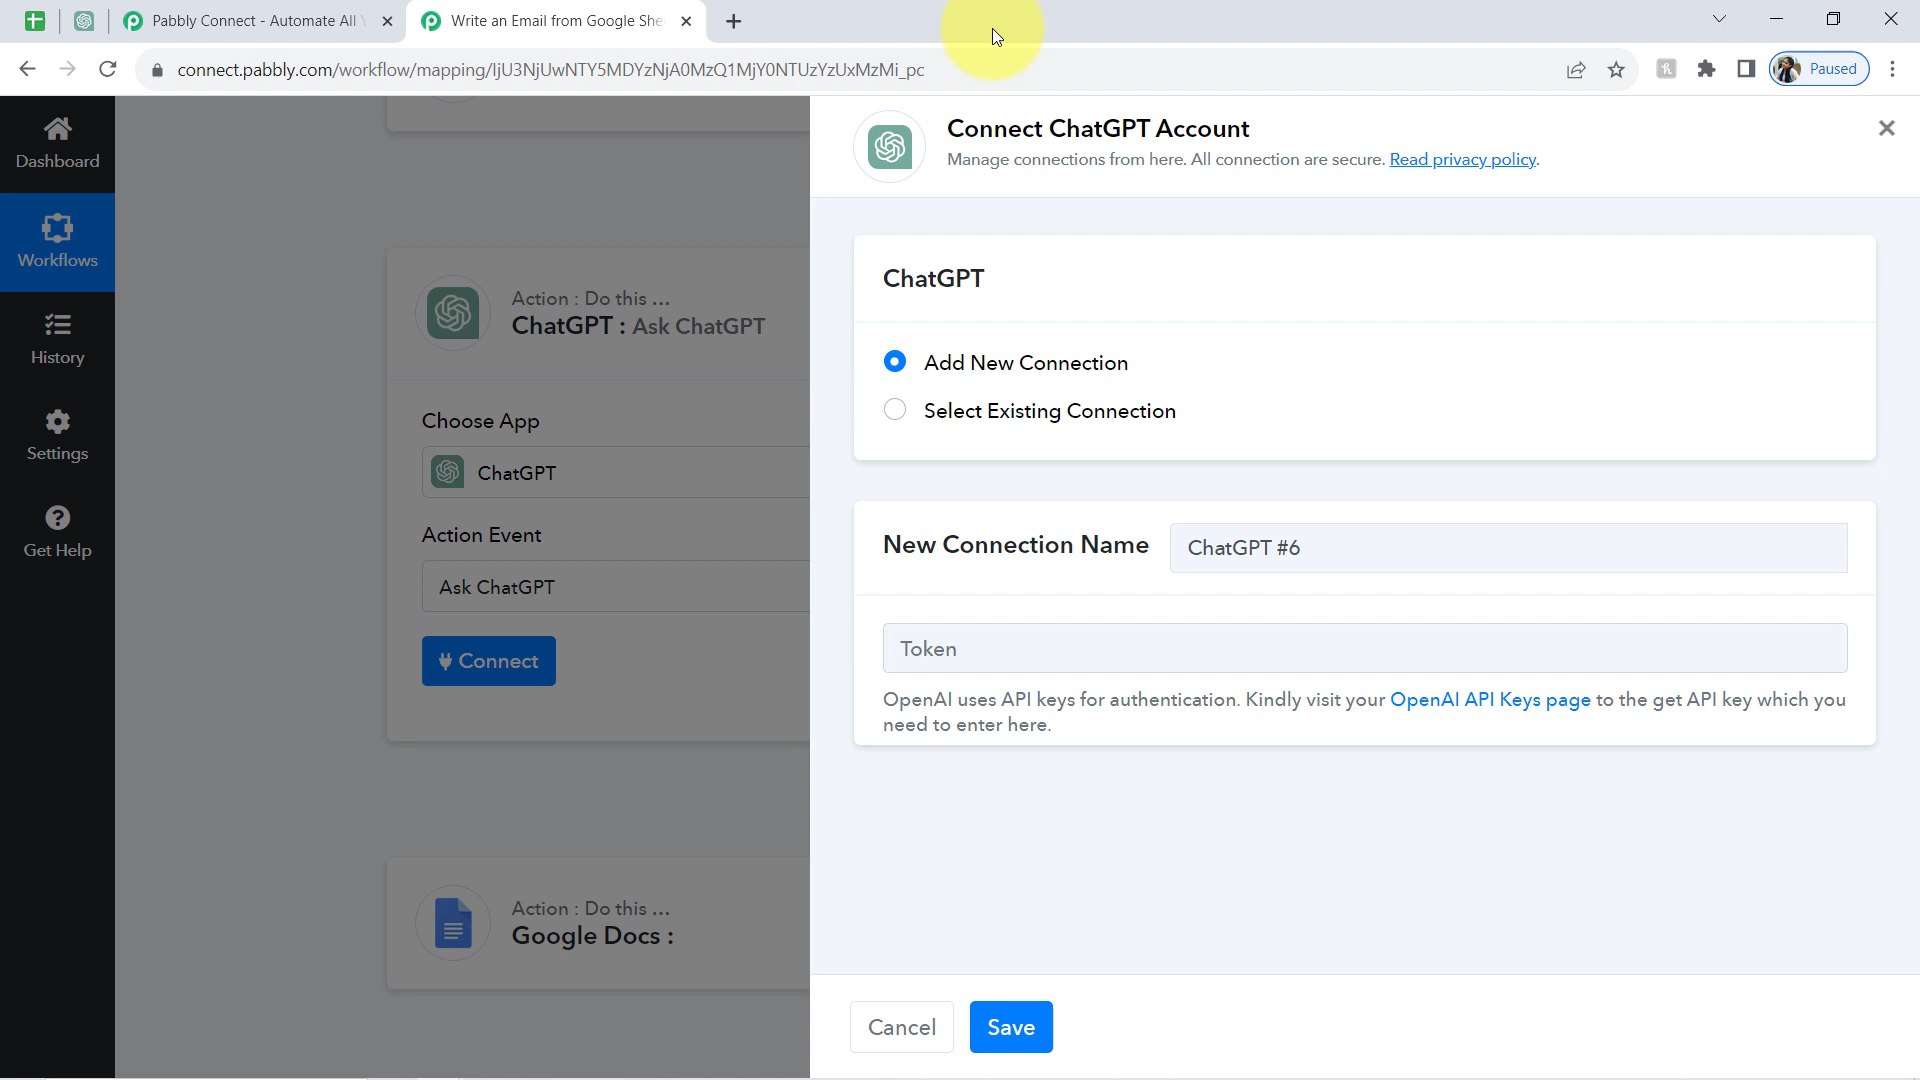 Pabbly Connect - Automate All
Write an Email from Google She
connect.pabbly.com/workflow/mapping/IjU3NjUwNTY5MDYzNjA0MzQ1MjY0NTUzYzUxMzMi_pc
Paused
Dashboard
Workflows
History
Settings
Get Help
Action : Do this ...
ChatGPT : Ask ChatGPT
Choose App
ChatGPT
Action Event
Ask ChatGPT
Connect
Action : Do this ...
Google Docs :
Connect ChatGPT Account
Manage connections from here. All connection are secure. Read privacy policy.
ChatGPT
Add New Connection
Select Existing Connection
New Connection Name
ChatGPT #6
Token
OpenAI uses API keys for authentication. Kindly visit your OpenAI API Keys page to the get API key which you
need to enter here.
Cancel
Save